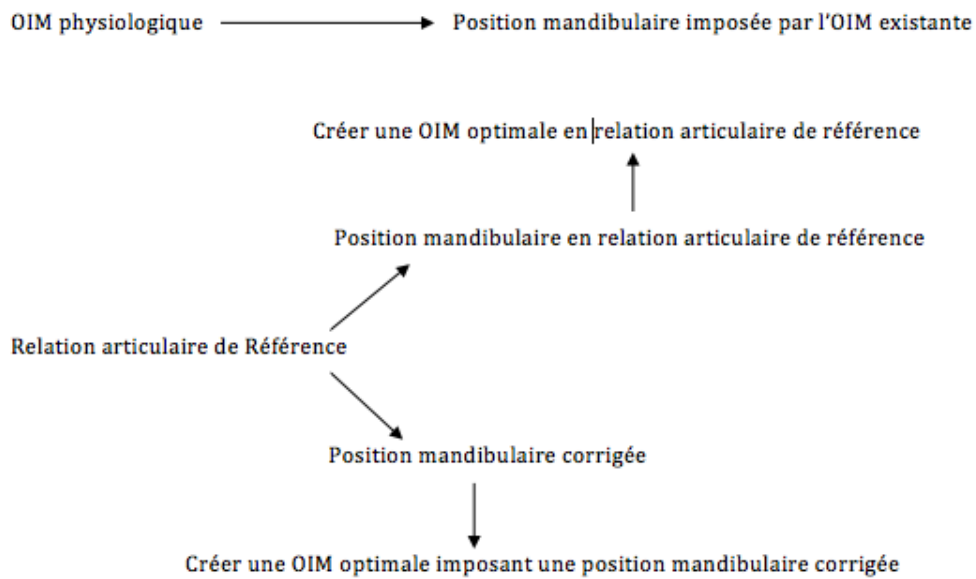 OIM physiologique
Position mandibulaire imposée par l'OIM existante
Créer une OIM optimale en relation articulaire de référence
Position mandibulaire en relation articulaire de référence
Relation articulaire de Référence
Position mandibulaire corrigée
Créer une OIM optimale imposant une position mandibulaire corrigée